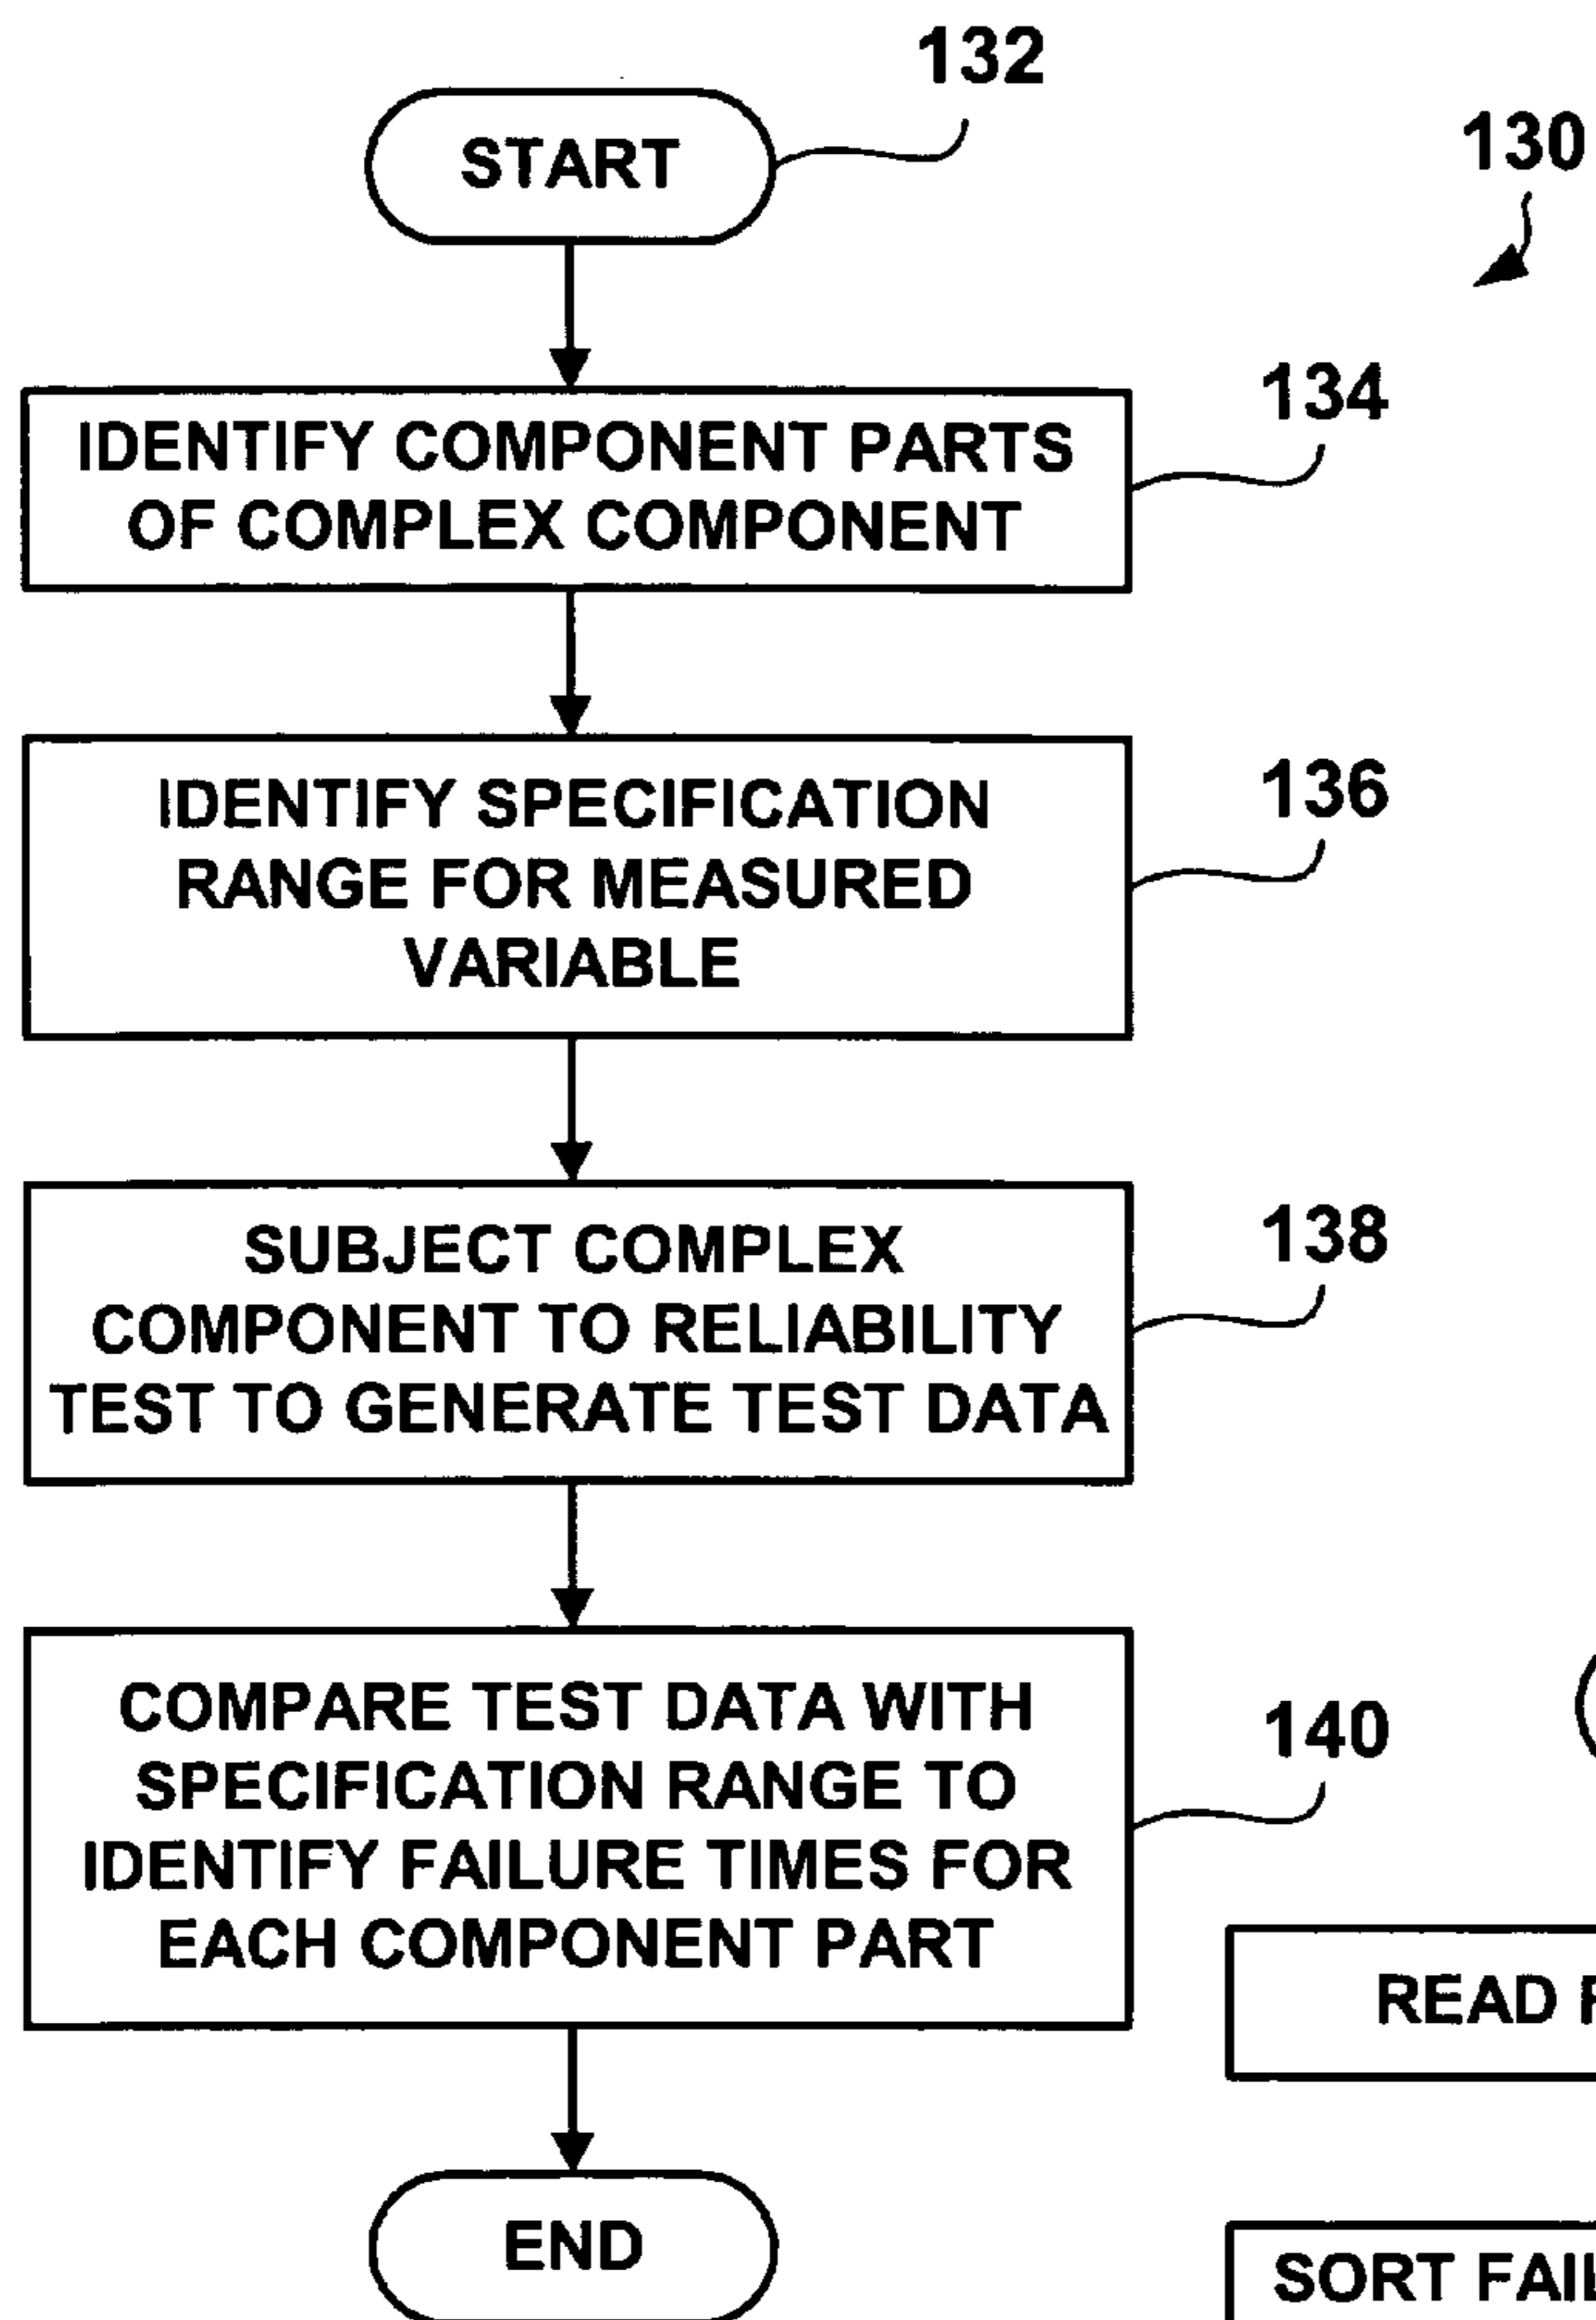 132
START
130
134
IDENTIFY COMPONENT PARTS
OF COMPLEX COMPONENT
136
IDENTIFY SPECIFICATION
RANGE FOR MEASURED
VARIABLE
138
SUBJECT COMPLEX
COMPONENT TO RELIABILITY
TEST TO GENERATE TEST DATA
140
COMPARE TEST DATA WITH
SPECIFICATION RANGE TO
IDENTIFY FAILURE TIMES FOR
EACH COMPONENT PART
READ
END
SORT